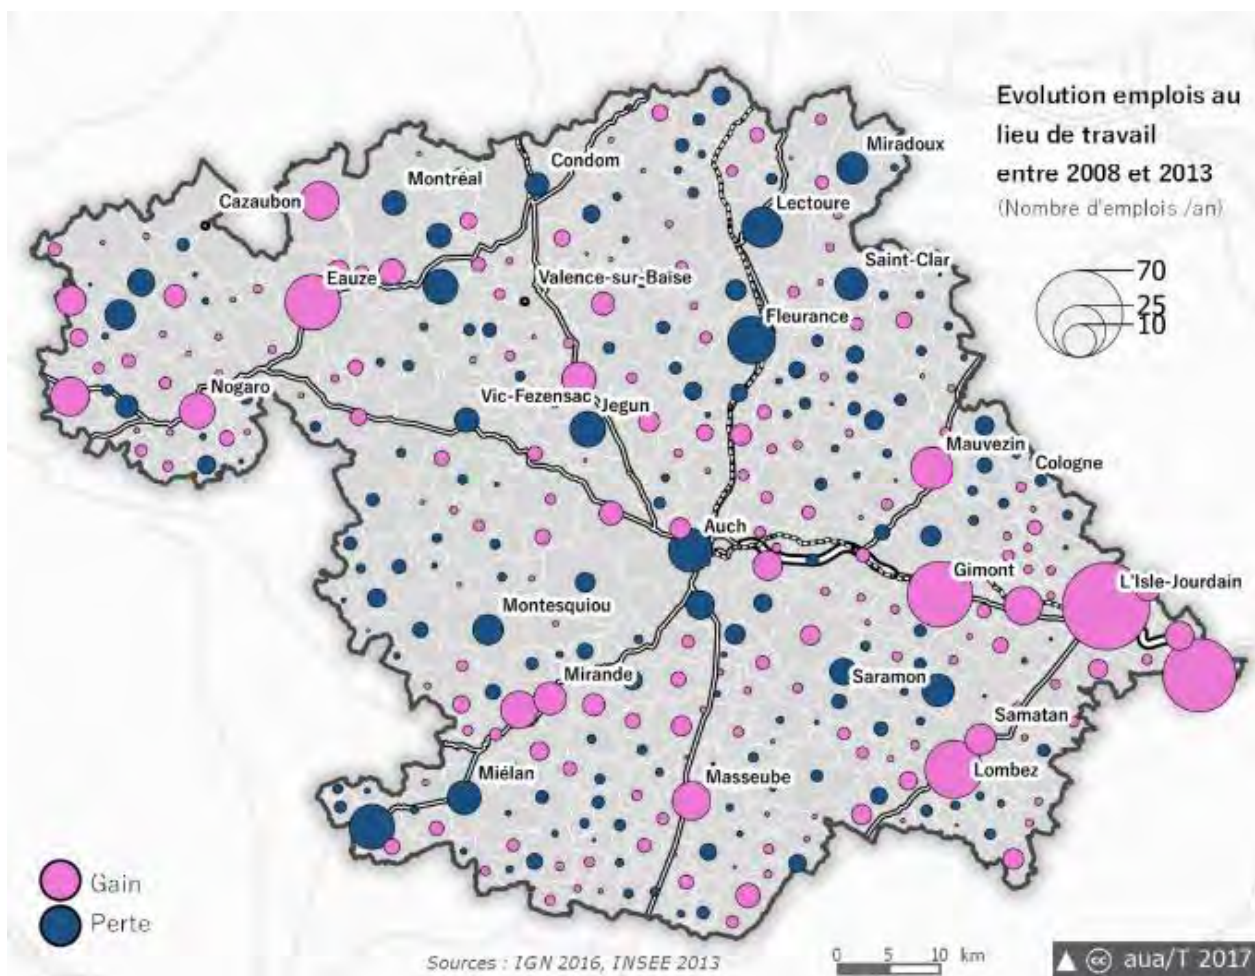 Evolution emplois au
lieu de travail
entre 2008 et 2013
(Nombre d'emplois /an)
70
25
10
Miradoux
Condom
Montréal
Cazaubon
Lectoure
Saint-Clar
Eauze
Valence-sur-Baise
Fleurance
Nogaro
Vic-Fezensac
Jegun
Mauvezin
Cologne
Auch
Gimont
L'Isle-Jourdain
Montesquiou
Mirande
Saramon
Samatan
Miélan
Masseube
Lombez
Gain
Perte
Sources : IGN 2016, INSEE 2013
0 5 10 km
cc aua/T 2017